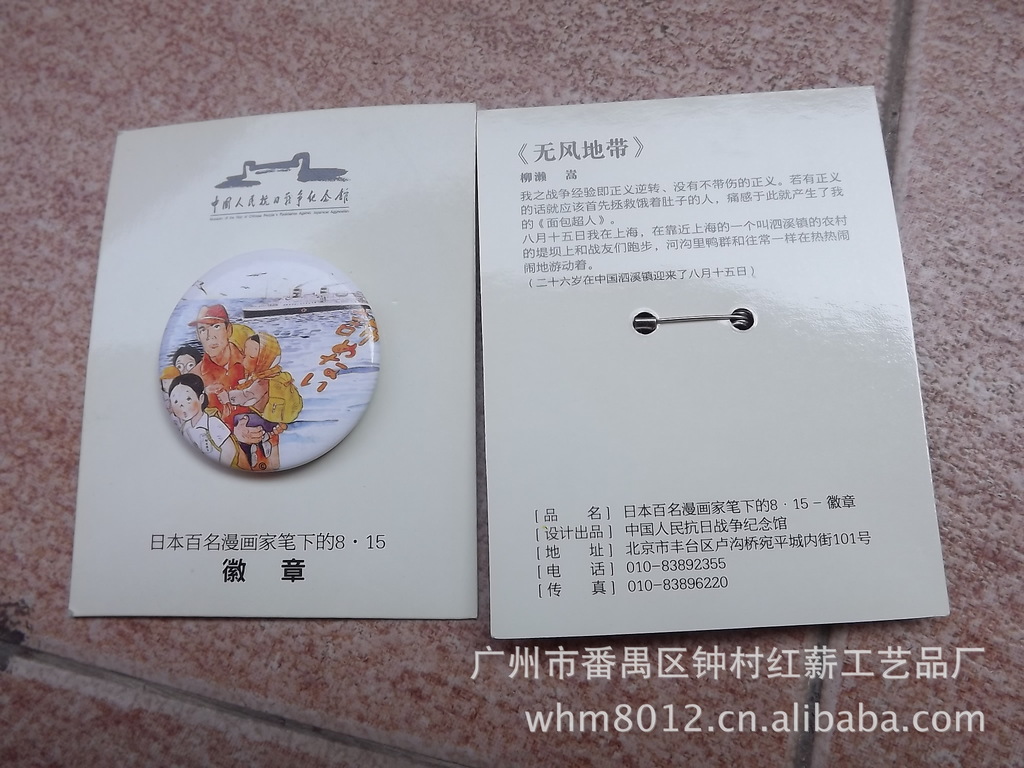 中国人民抗日战争纪念馆
日本百名漫画家笔下的8·15
徽 章
《无风地带》
柳濑 嵩
我之战争经验即正义逆转、没有不带伤的正义。若有正义
的话就应该首先拯救饿着肚子的人，痛感于此就产生了我
的《面包超人》。
八月十五日我在上海，在靠近上海的一个叫泗溪镇的农村
的堤坝上和战友们跑步，河沟里鸭群和往常一样在热热闹
闹地游动着。
(二十六岁在中国泗溪镇迎来了八月十五日)
[品 名] 日本百名漫画家笔下的8·15-徽章
[设计出品] 中国人民抗日战争纪念馆
[地 址] 北京市丰台区卢沟桥宛平城内街101号
[电 话] 010-83892355
[传 真] 010-83896220
广州市番禺区钟村红薪工艺品厂
whm8012.cn.alibaba.com